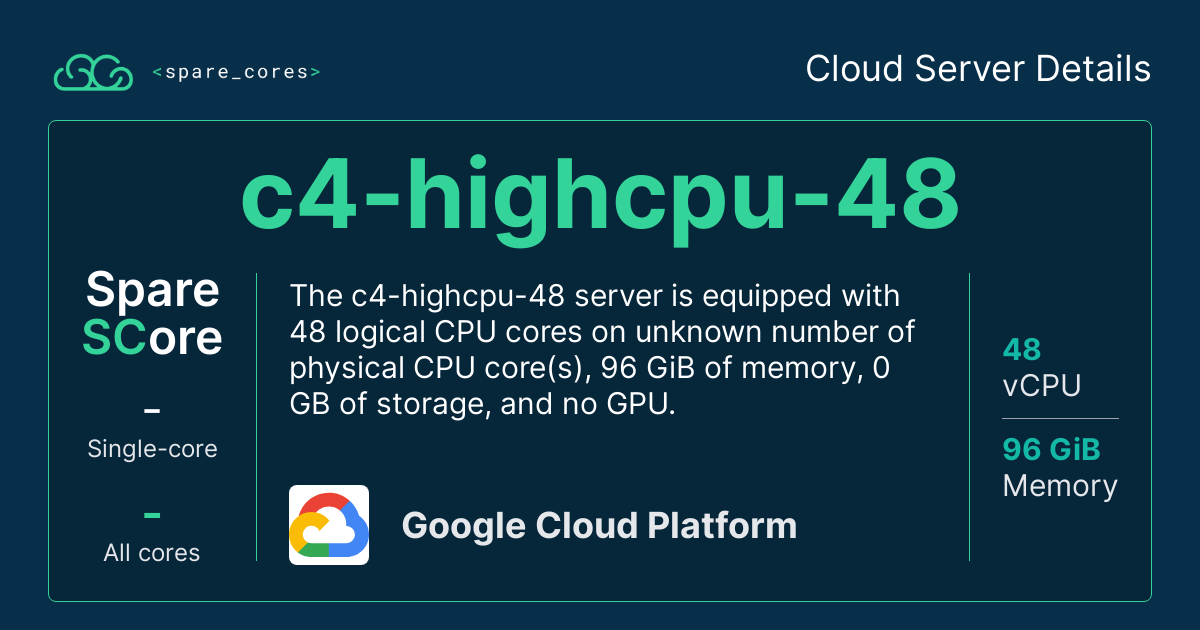 <spare_cores>
Cloud Server Details
c4-highcpu-48
Spare
SCore
–
Single-core
–
All cores
The c4-highcpu-48 server is equipped with
48 logical CPU cores on unknown number of
physical CPU core(s), 96 GiB of memory, 0
GB of storage, and no GPU.
Google Cloud Platform
48
vCPU
96 GiB
Memory